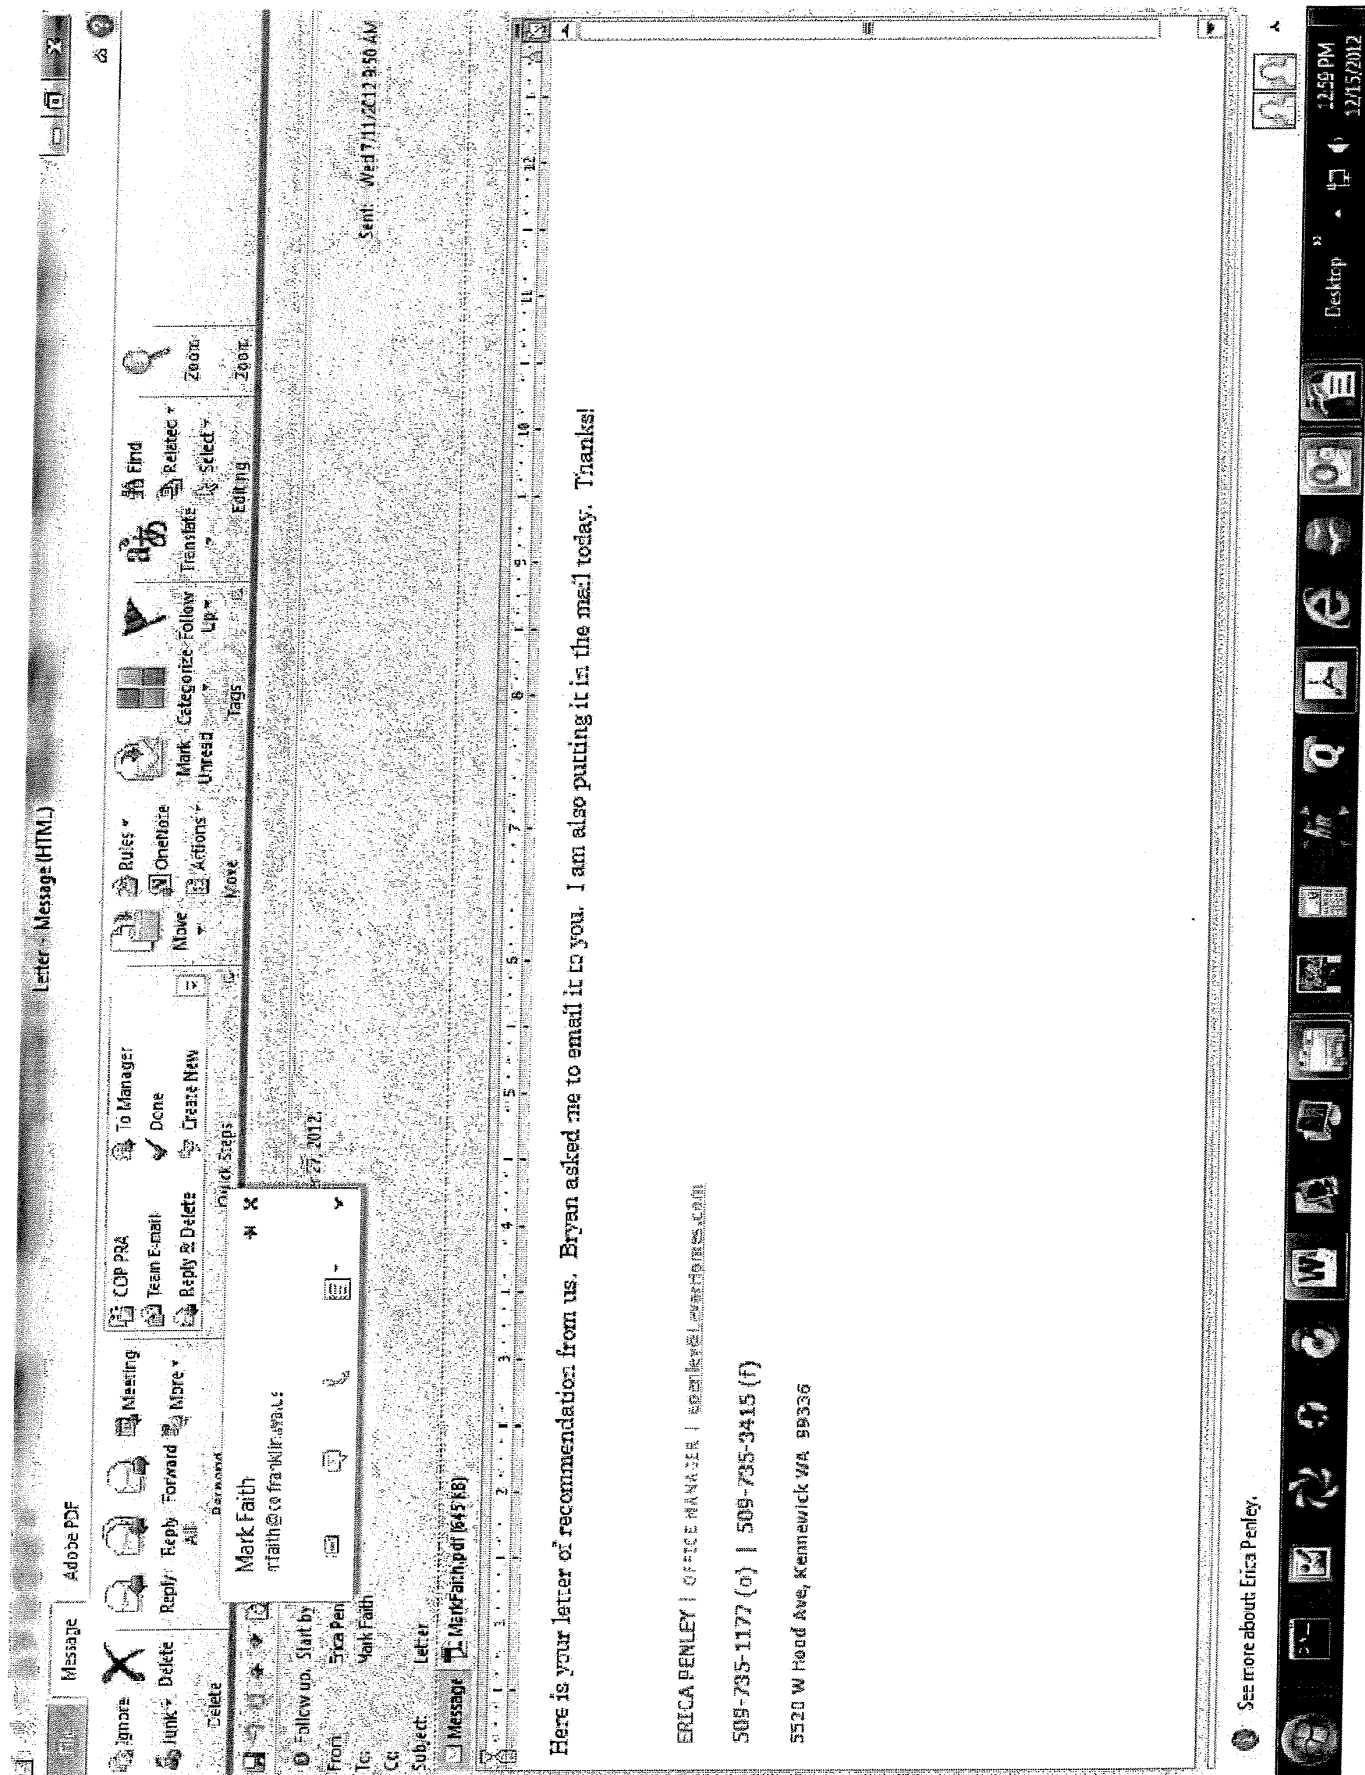 Letter - Message (HTML)
File Message Adobe PDF
Ignore
Junk Delete
Delete
Reply Reply All Forward
Meeting
More
Respond
COP PRA
Team E-mail
Reply & Delete
To Manager
Done
Create New
Quick Steps
Move
Rules
OneNote
Actions
Move
Mark Unread Categorize Follow Up
Tags
Translate
Find
Related
Select
Editing
Zoom
Zoom
Mark Faith
Follow up. Start by
27, 2012.
From: Erica Pen
To: Mark Faith
Cc:
Subject: Letter
Sent: Wed 7/11/2012 9:50 AM
Message MarkFaith.pdf (645 KB)
Here is your letter of recommendation from us. Bryan asked me to email it to you. I am also putting it in the mail today. Thanks!
ERICA PENLEY | OFFICE MANAGER |
509-735-1177 (o) | 509-735-3415 (f)
5520 W Hood Ave, Kennewick WA 99336
See more about: Erica Penley.
Desktop
12:59 PM
12/15/2012